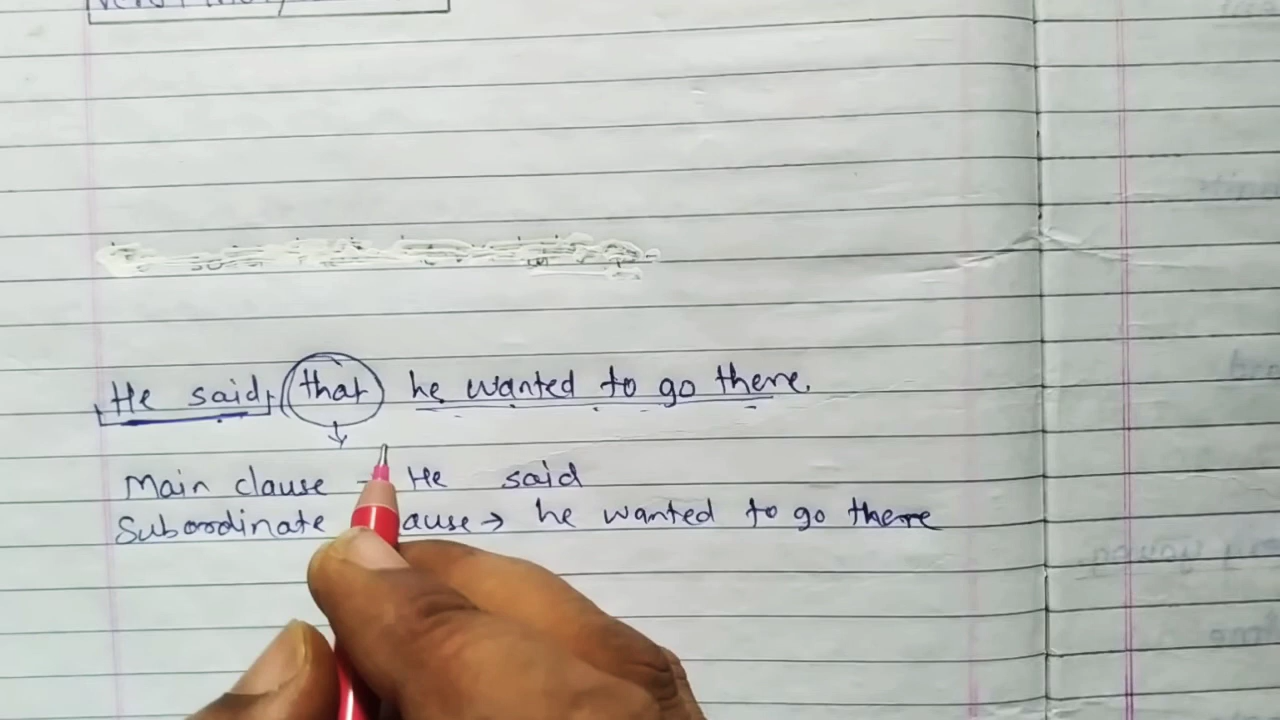 He said, that he wanted to go there.
Main clause - He said
Subordinate clause → he wanted to go there